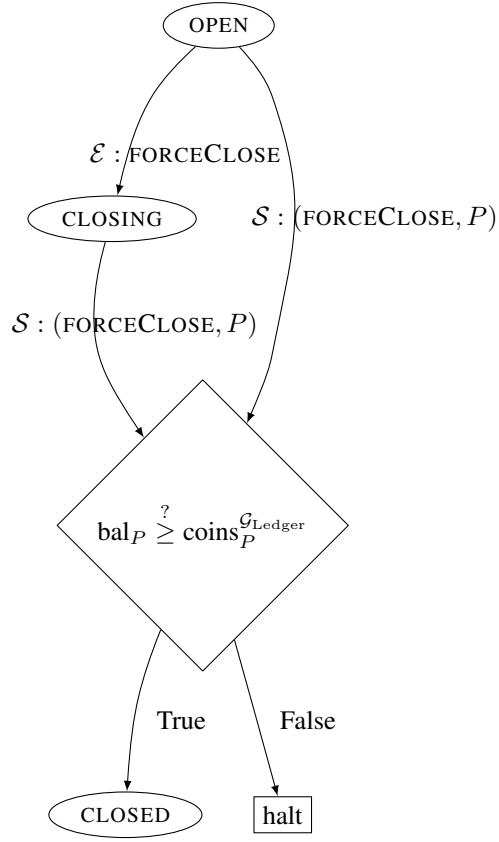 OPEN
ℰ : FORCECLOSE
CLOSING
𝒮 : (FORCECLOSE, P)
𝒮 : (FORCECLOSE, P)
bal_P ≥^? coins_P^{𝒢_Ledger}
True
False
CLOSED
halt